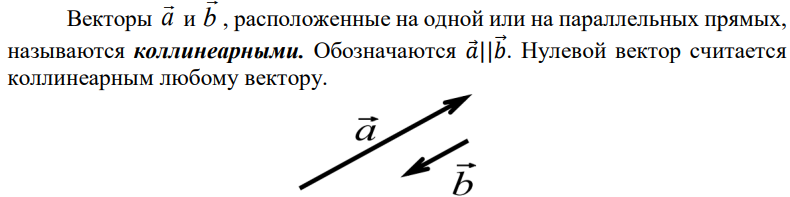 Векторы a⃗ и b⃗ , расположенные на одной или на параллельных прямых,
называются коллинеарными. Обозначаются a⃗||b⃗. Нулевой вектор считается
коллинеарным любому вектору.
a⃗
b⃗